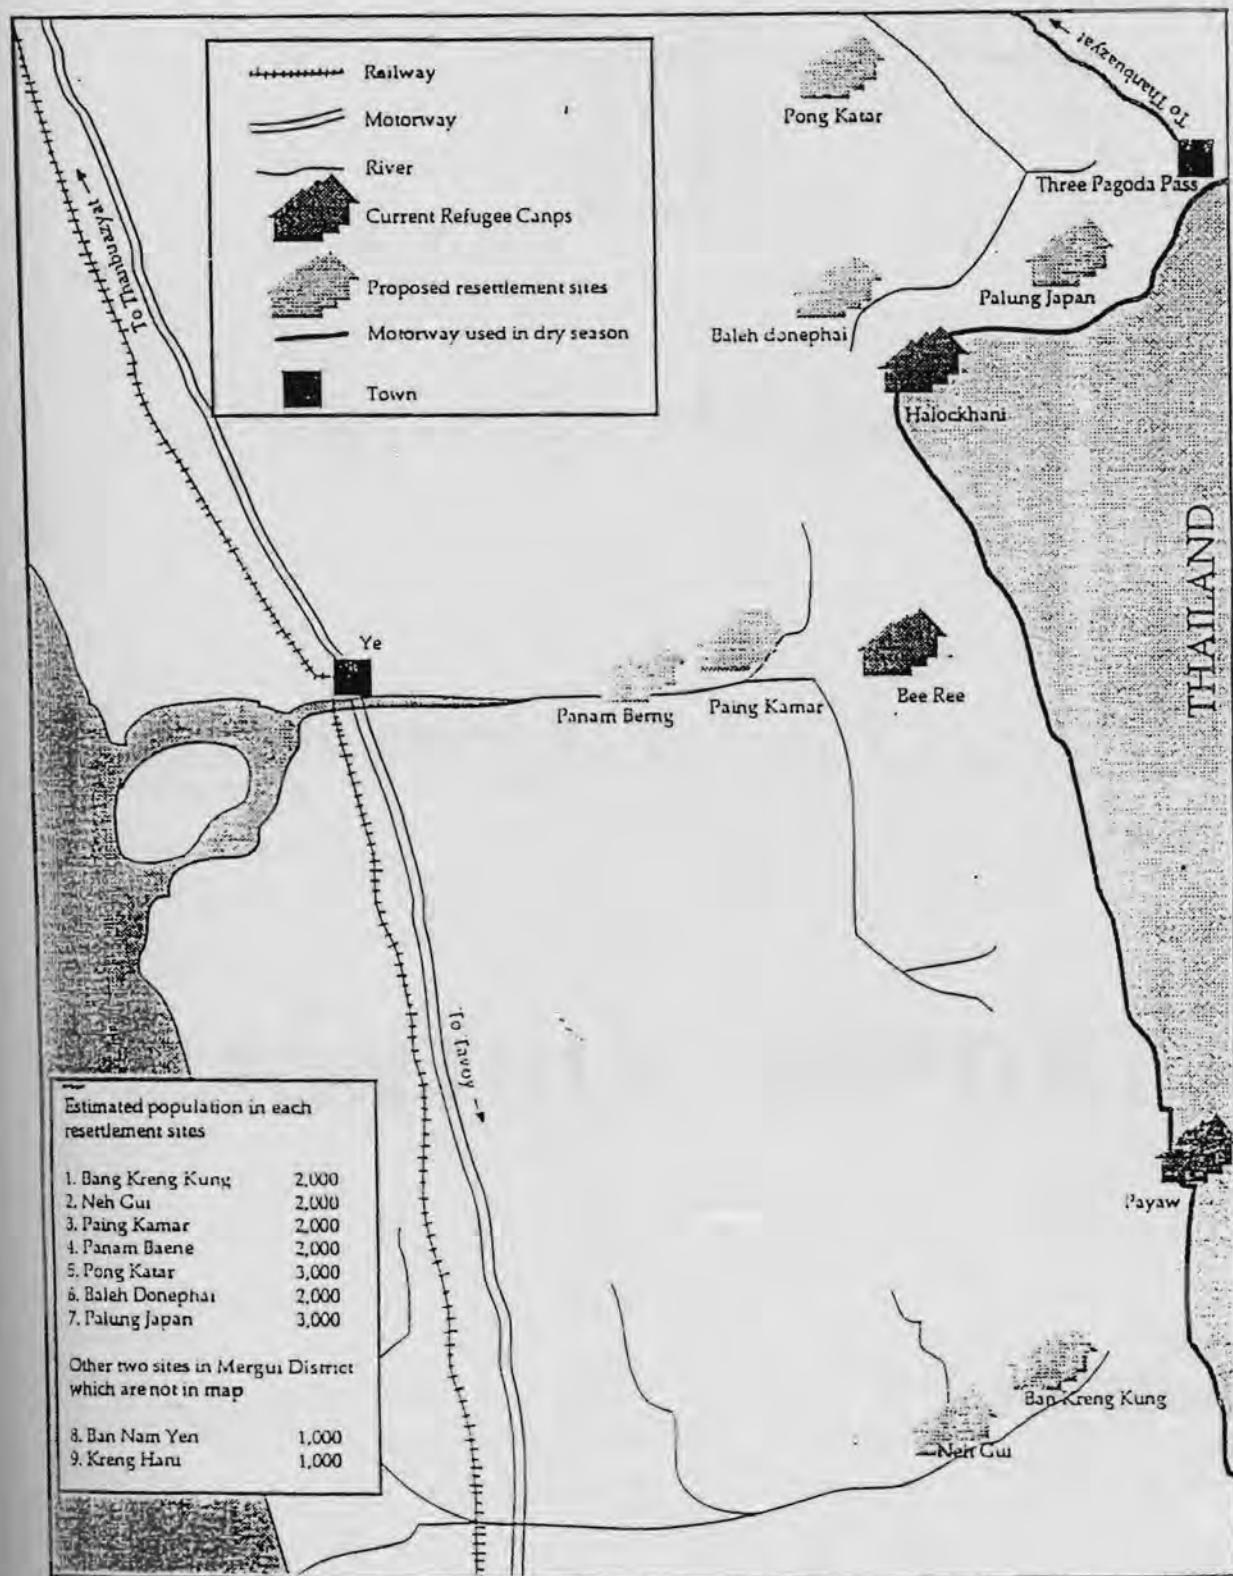 Railway
Motorway
River
Current Refugee Canps
Proposed resettlement sites
Motorway used in dry season
Town
To Thanbuazyat
Pong Katar
To Thanbuazyat
Three Pagoda Pass
Palung Japan
Baleh donephai
Halockhani
THAILAND
Ye
Panam Berng
Paing Kamar
Bee Ree
To Tavoy
Payaw
Ban Kreng Kung
Neh Gui
Estimated population in each
resettlement sites
1. Bang Kreng Kung 2,000
2. Neh Gui 2,000
3. Paing Kamar 2,000
4. Panam Baene 2,000
5. Pong Katar 3,000
6. Baleh Donephai 2,000
7. Palung Japan 3,000
Other two sites in Mergui District
which are not in map
8. Ban Nam Yen 1,000
9. Kreng Haru 1,000